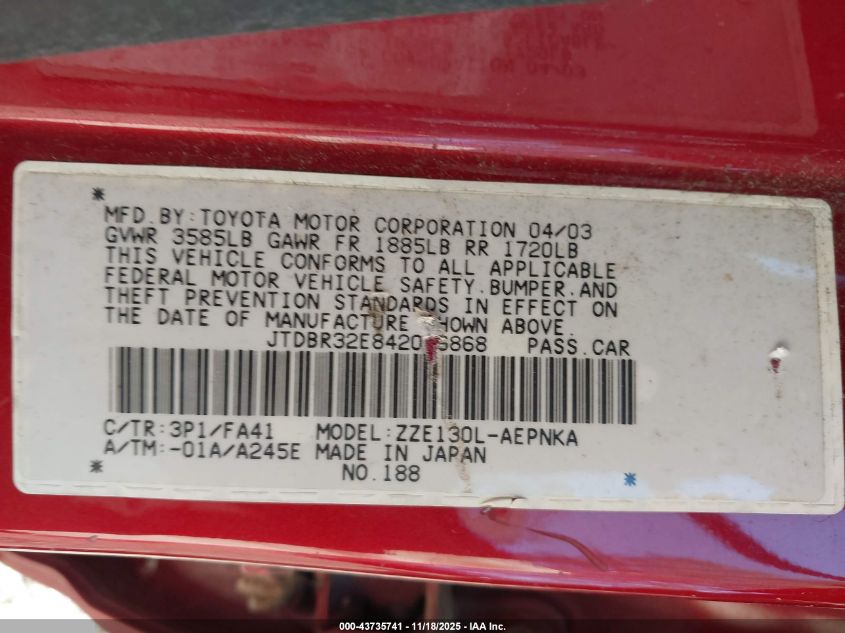 MFD.BY:TOYOTA MOTOR CORPORATION 04/03
GVWR 3585LB GAWR FR 1885LB RR 1720LB
THIS VEHICLE CONFORMS TO ALL APPLICABLE
FEDERAL MOTOR VEHICLE SAFETY.BUMPER.AND
THEFT PREVENTION STANDARDS IN EFFECT ON
THE DATE OF MANUFACTURE HOWN ABOVE.
PASS.CAR
C/TR:3P1/FA41 MODEL:ZZE130L-AEPNKA
A/TM:-01A/A245E MADE IN JAPAN
NO.188
000-43735741 — 11/18/2025 — IAA Inc.